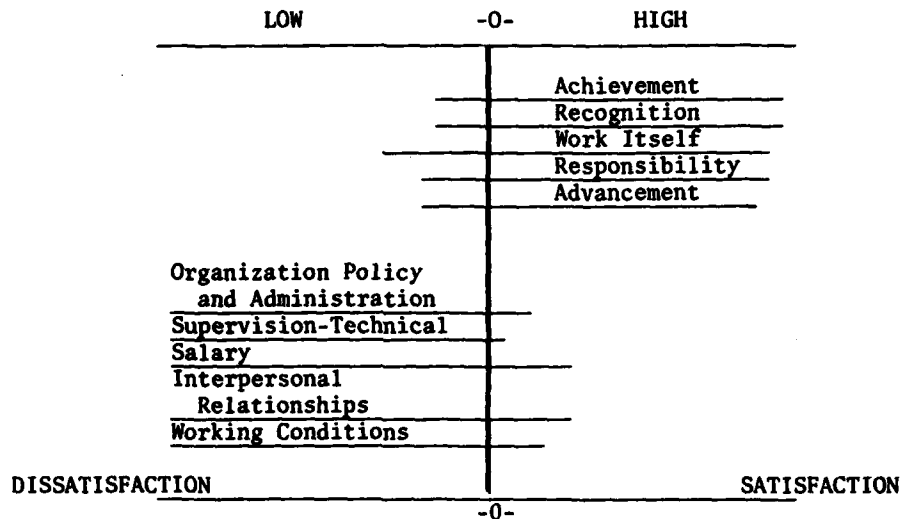 LOW -0- HIGH
Achievement
Recognition
Work Itself
Responsibility
Advancement
Organization Policy
and Administration
Supervision-Technical
Salary
Interpersonal
Relationships
Working Conditions
DISSATISFACTION SATISFACTION
-0-